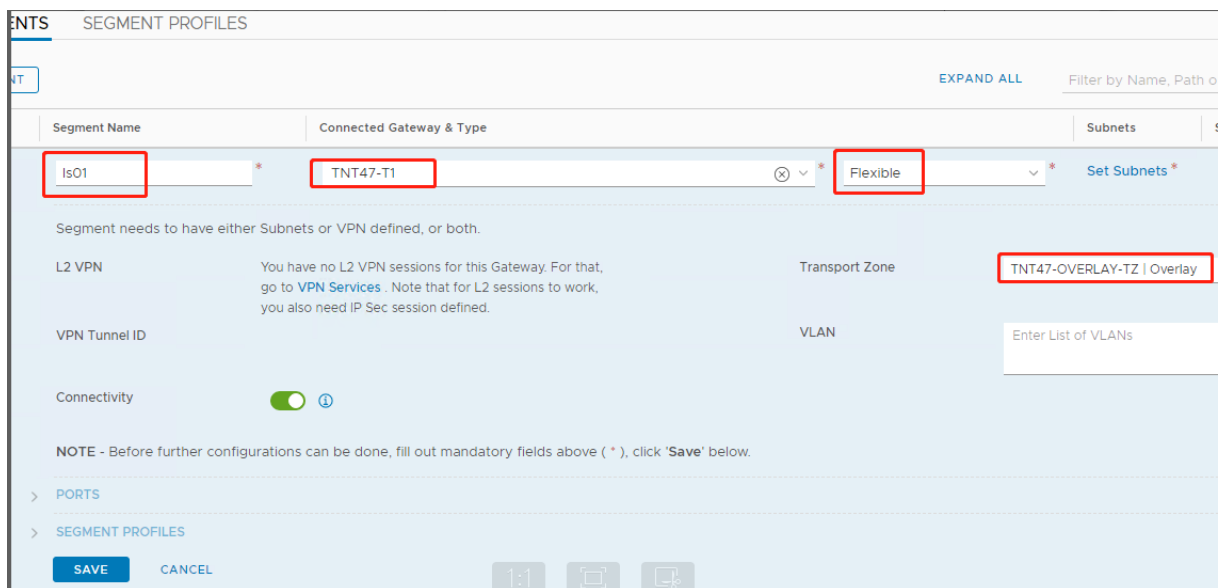 ENTS SEGMENT PROFILES
NT EXPAND ALL Filter by Name, Path o
Segment Name Connected Gateway & Type Subnets S
ls01 * TNT47-T1 * Flexible * Set Subnets *
Segment needs to have either Subnets or VPN defined, or both.
L2 VPN You have no L2 VPN sessions for this Gateway. For that, Transport Zone TNT47-OVERLAY-TZ | Overlay
go to VPN Services . Note that for L2 sessions to work,
you also need IP Sec session defined.
VPN Tunnel ID VLAN Enter List of VLANs
Connectivity
NOTE - Before further configurations can be done, fill out mandatory fields above ( * ), click 'Save' below.
PORTS
SEGMENT PROFILES
SAVE CANCEL
1:1